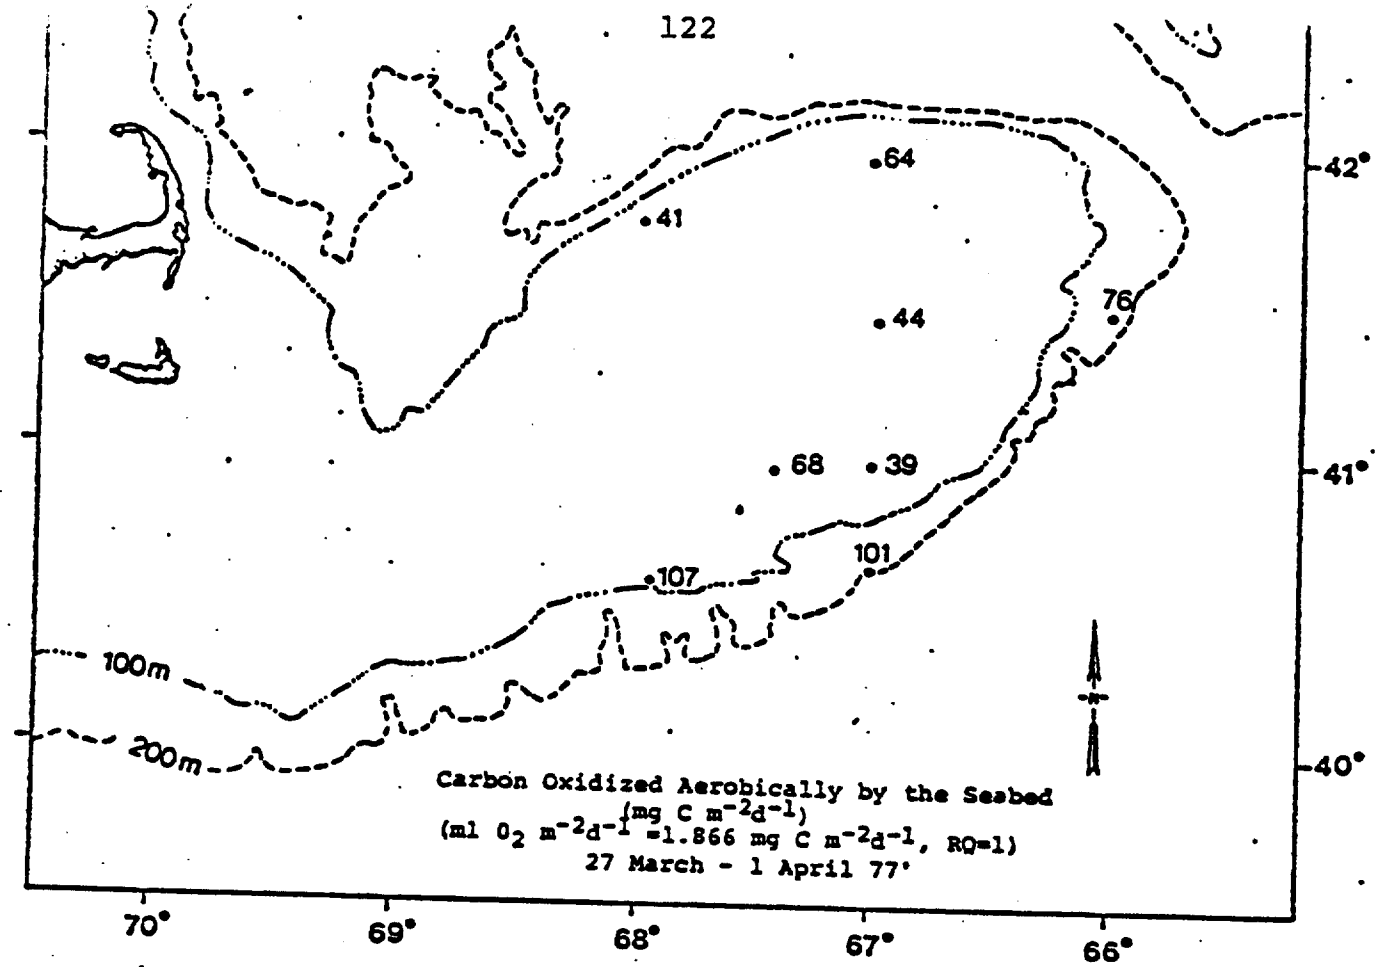 122
64
42°
41
76
44
68
39
41°
101
107
100m
200m
40°
Carbon Oxidized Aerobically by the Seabed
(mg C m-2d-1)
(ml O2 m-2d-1 =1.866 mg C m-2d-1, RQ=1)
27 March - 1 April 77'
70°
69°
68°
67°
66°